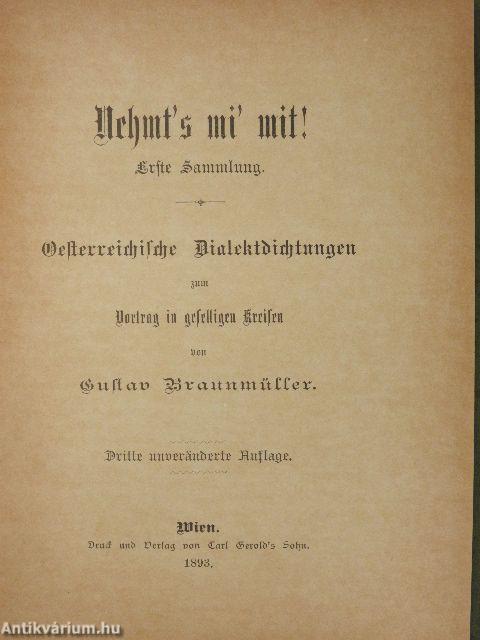 Nehmt's mi' mit!
Erste Sammlung.
Oesterreichische Dialektdichtungen
zum
Vortrag in geselligen Kreisen
von
Gustav Braunmüller.
Dritte unveränderte Auflage.
Wien.
Druck und Verlag von Carl Gerold's Sohn.
1893.
Antikvárium.hu